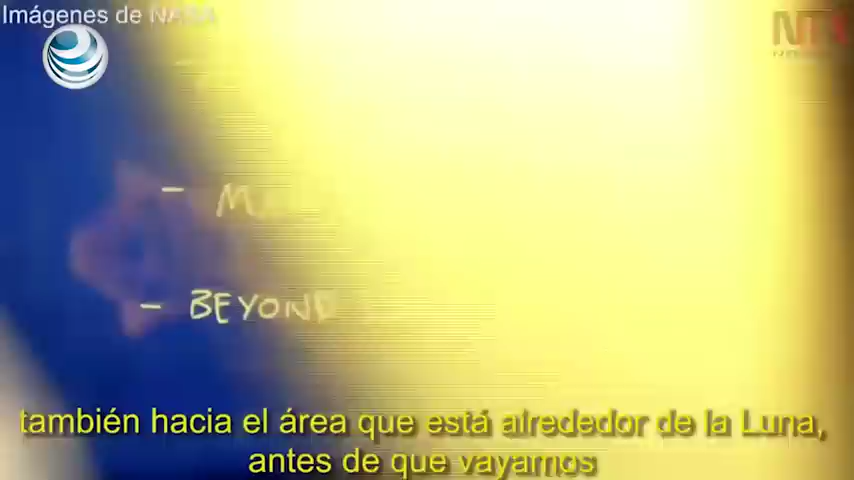 Imágenes de NASA
- BEYOND
también hacia el área que está alrededor de la Luna,
antes de que vayamos